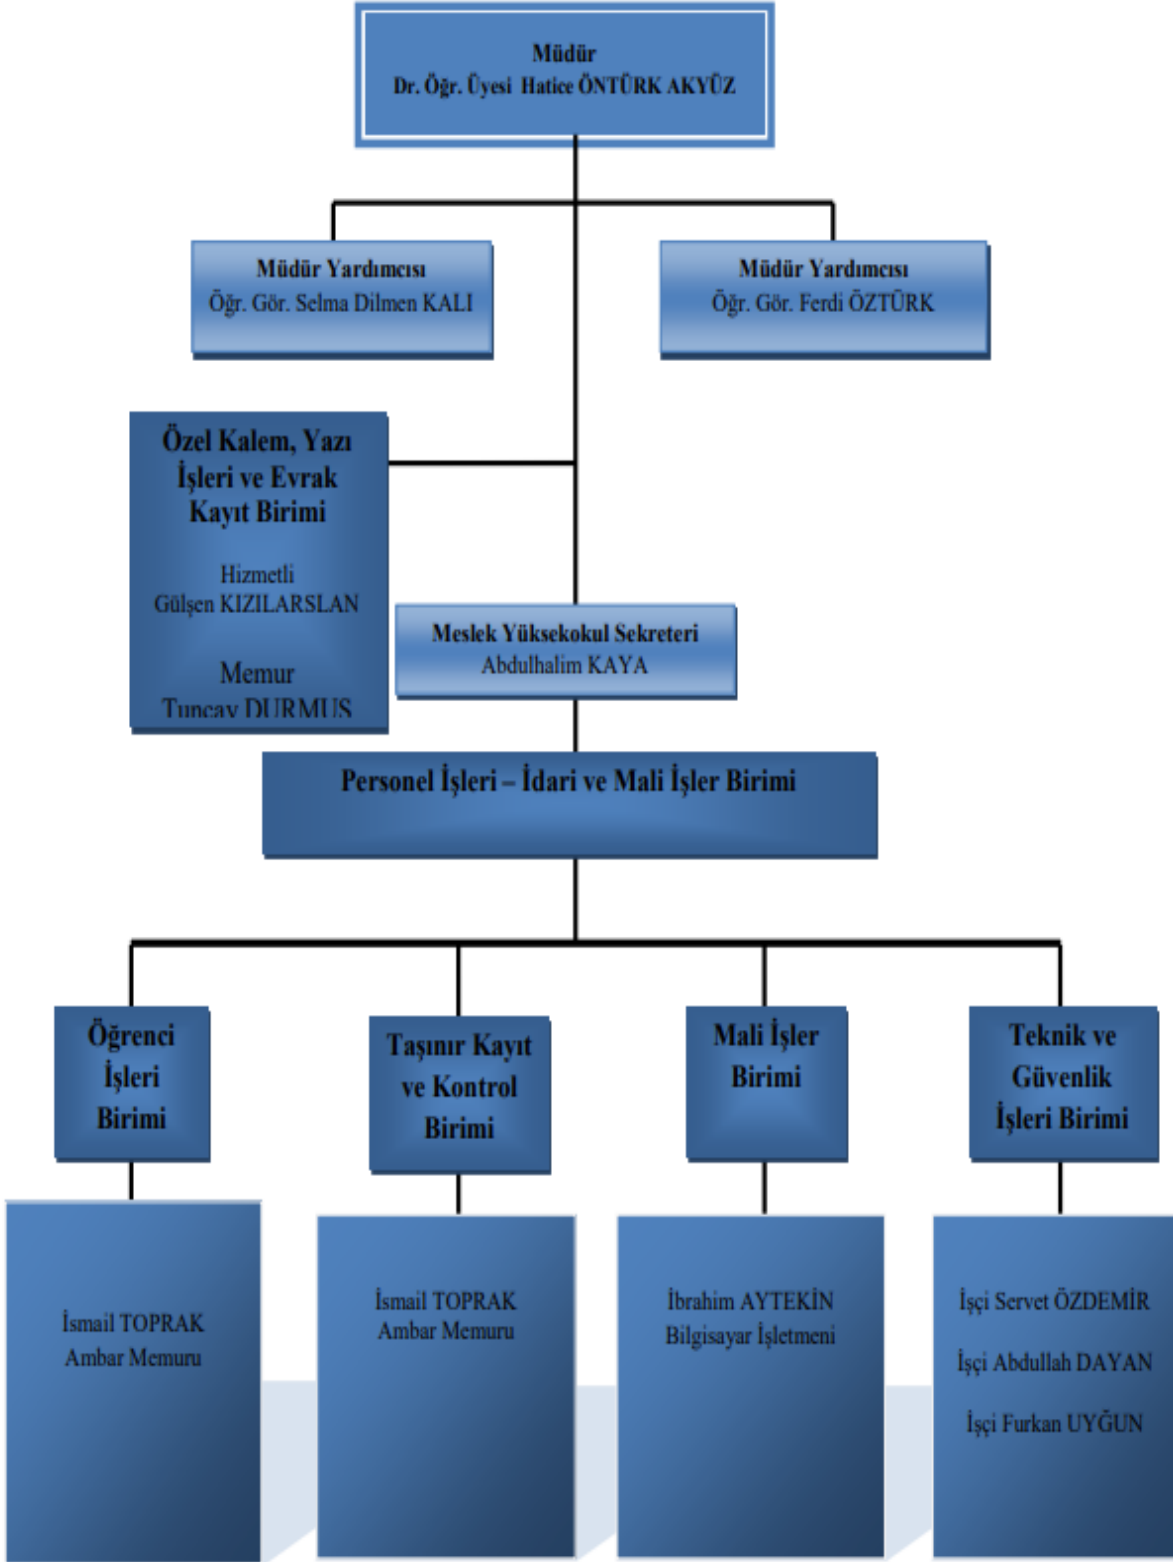 Müdür
Dr. Öğr. Üyesi Hatice ÖNTÜRK AKYÜZ
Müdür Yardımcısı
Öğr. Gör. Selma Dilmen KALI
Müdür Yardımcısı
Öğr. Gör. Ferdi ÖZTÜRK
Özel Kalem, Yazı
İşleri ve Evrak
Kayıt Birimi
Hizmetli
Gülşen KIZILARSLAN
Memur
Tuncay DURMUŞ
Meslek Yüksekokul Sekreteri
Abdulhalim KAYA
Personel İşleri – İdari ve Mali İşler Birimi
Öğrenci
İşleri
Birimi
Taşınır Kayıt
ve Kontrol
Birimi
Mali İşler
Birimi
Teknik ve
Güvenlik
İşleri Birimi
İsmail TOPRAK
Ambar Memuru
İsmail TOPRAK
Ambar Memuru
İbrahim AYTEKİN
Bilgisayar İşletmeni
İşçi Servet ÖZDEMİR
İşçi Abdullah DAYAN
İşçi Furkan UYĞUN